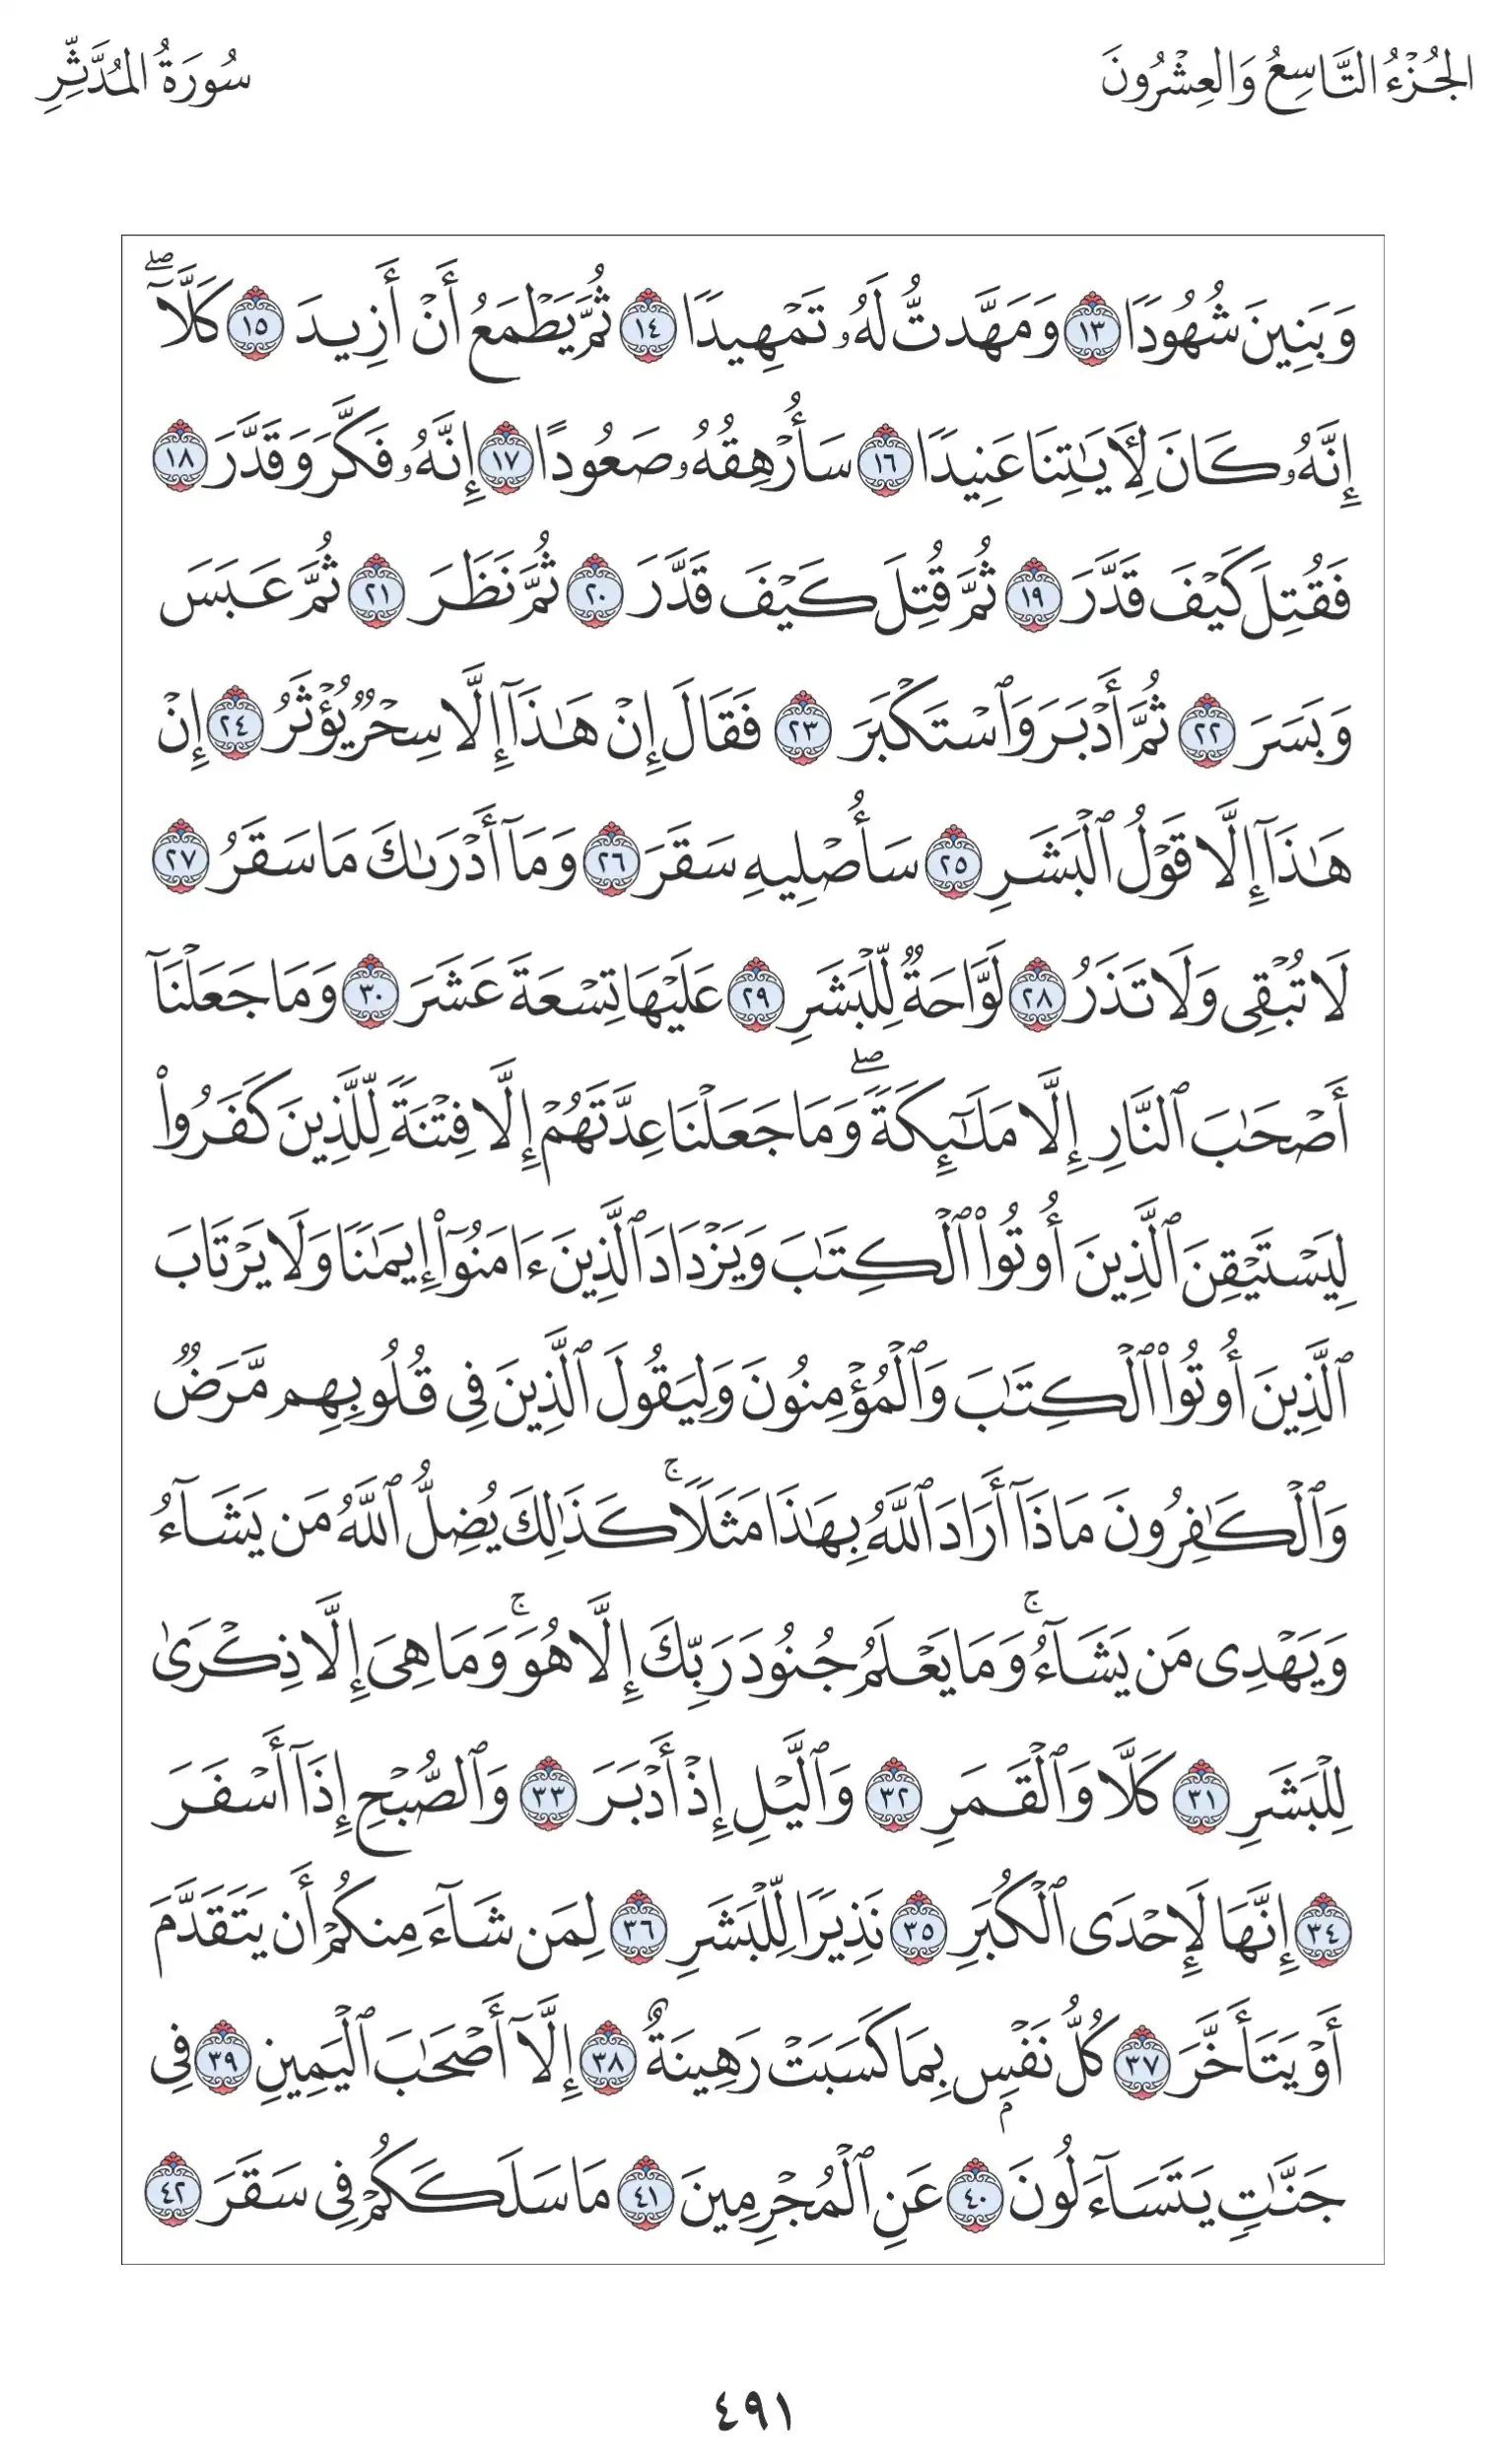 الجُزْءُ التَّاسِعُ وَالعِشْرُونَ
سُورَةُ المُدَّثِّرِ
وَبَنِينَ شُهُودٗا ١٣ وَمَهَّدتُّ لَهُۥ تَمۡهِيدٗا ١٤ ثُمَّ يَطۡمَعُ أَنۡ أَزِيدَ ١٥ كَلَّآۖ
إِنَّهُۥ كَانَ لِأٓيَٰتِنَا عَنِيدٗا ١٦ سَأُرۡهِقُهُۥ صَعُودًا ١٧ إِنَّهُۥ فَكَّرَ وَقَدَّرَ ١٨
فَقُتِلَ كَيۡفَ قَدَّرَ ١٩ ثُمَّ قُتِلَ كَيۡفَ قَدَّرَ ٢٠ ثُمَّ نَظَرَ ٢١ ثُمَّ عَبَسَ
وَبَسَرَ ٢٢ ثُمَّ أَدۡبَرَ وَٱسۡتَكۡبَرَ ٢٣ فَقَالَ إِنۡ هَٰذَآ إِلَّا سِحۡرٞ يُؤۡثَرُ ٢٤ إِنۡ
هَٰذَآ إِلَّا قَوۡلُ ٱلۡبَشَرِ ٢٥ سَأُصۡلِيهِ سَقَرَ ٢٦ وَمَآ أَدۡرَىٰكَ مَا سَقَرُ ٢٧
لَا تُبۡقِي وَلَا تَذَرُ ٢٨ لَوَّاحَةٞ لِّلۡبَشَرِ ٢٩ عَلَيۡهَا تِسۡعَةَ عَشَرَ ٣٠ وَمَا جَعَلۡنَآ
أَصۡحَٰبَ ٱلنَّارِ إِلَّا مَلَٰٓئِكَةٗۖ وَمَا جَعَلۡنَا عِدَّتَهُمۡ إِلَّا فِتۡنَةٗ لِّلَّذِينَ كَفَرُواْ
لِيَسۡتَيۡقِنَ ٱلَّذِينَ أُوتُواْ ٱلۡكِتَٰبَ وَيَزۡدَادَ ٱلَّذِينَ ءَامَنُوٓاْ إِيمَٰنٗا وَلَا يَرۡتَابَ
ٱلَّذِينَ أُوتُواْ ٱلۡكِتَٰبَ وَٱلۡمُؤۡمِنُونَ وَلِيَقُولَ ٱلَّذِينَ فِي قُلُوبِهِم مَّرَضٞ
وَٱلۡكَٰفِرُونَ مَاذَآ أَرَادَ ٱللَّهُ بِهَٰذَا مَثَلٗاۚ كَذَٰلِكَ يُضِلُّ ٱللَّهُ مَن يَشَآءُ
وَيَهۡدِي مَن يَشَآءُۚ وَمَا يَعۡلَمُ جُنُودَ رَبِّكَ إِلَّا هُوَۚ وَمَا هِيَ إِلَّا ذِكۡرَىٰ
لِلۡبَشَرِ ٣١ كَلَّا وَٱلۡقَمَرِ ٣٢ وَٱلَّيۡلِ إِذۡ أَدۡبَرَ ٣٣ وَٱلصُّبۡحِ إِذَآ أَسۡفَرَ
٣٤ إِنَّهَا لَإِحۡدَى ٱلۡكُبَرِ ٣٥ نَذِيرٗا لِّلۡبَشَرِ ٣٦ لِمَن شَآءَ مِنكُمۡ أَن يَتَقَدَّمَ
أَوۡ يَتَأَخَّرَ ٣٧ كُلُّ نَفۡسِۭ بِمَا كَسَبَتۡ رَهِينَةٌ ٣٨ إِلَّآ أَصۡحَٰبَ ٱلۡيَمِينِ ٣٩ فِي
جَنَّٰتٖ يَتَسَآءَلُونَ ٤٠ عَنِ ٱلۡمُجۡرِمِينَ ٤١ مَا سَلَكَكُمۡ فِي سَقَرَ ٤٢
٤٩١